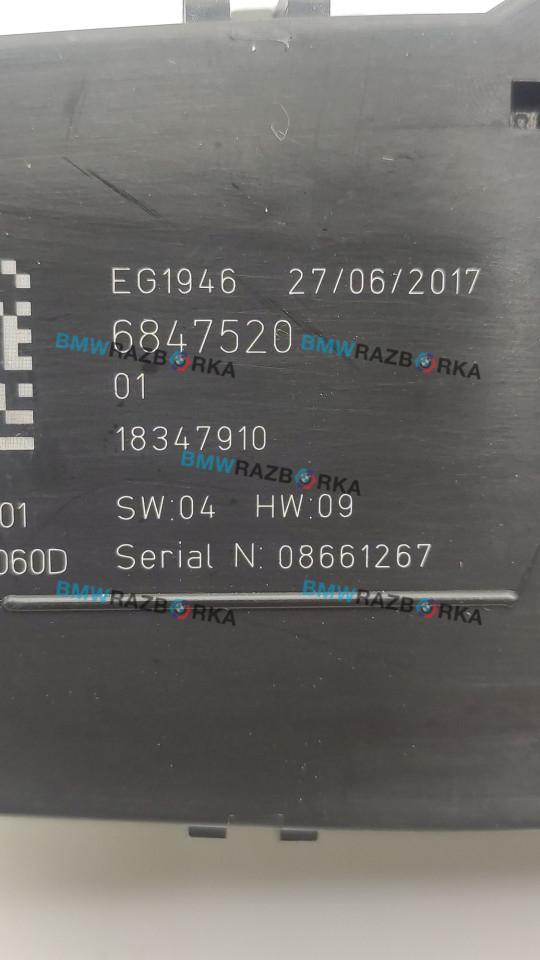 EG1946 27/06/2017
6847520
01
18347910
01 SW:04 HW:09
060D Serial N: 08661267
BMWRAZBORKA BMWRAZBORKA
BMWRAZBORKA
BMWRAZBORKA BMWRAZBORKA